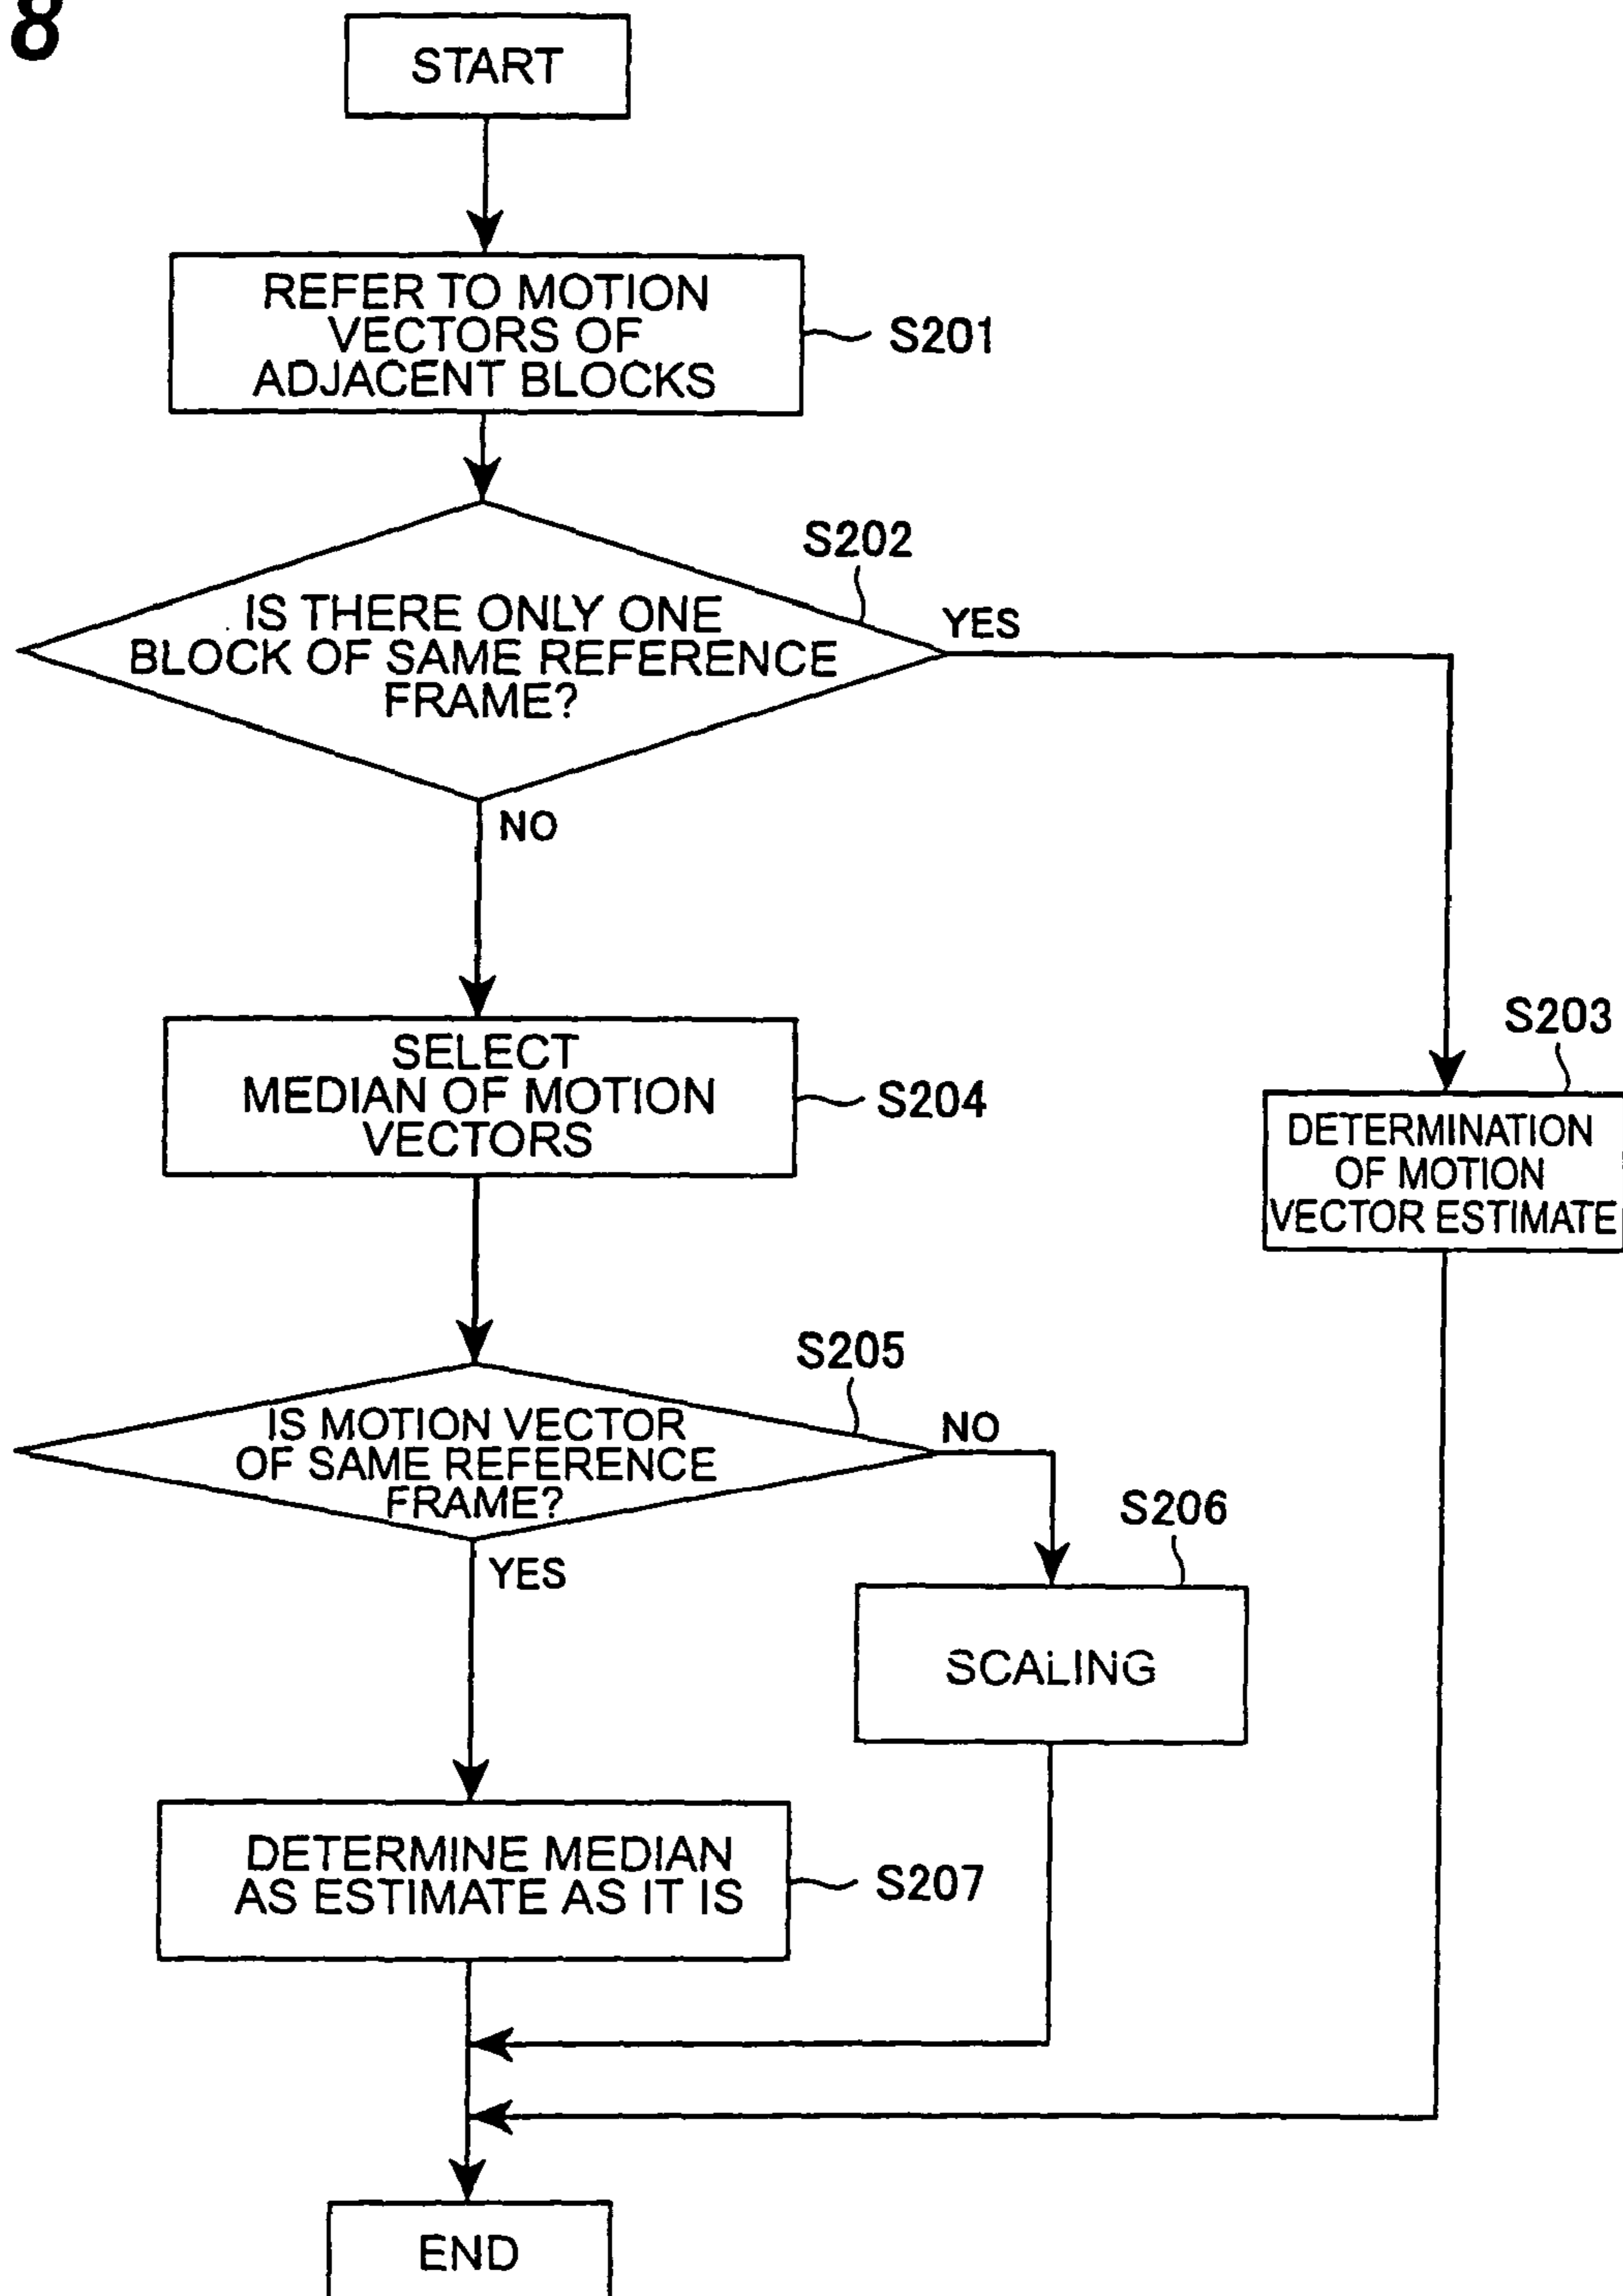 8
START
REFER TO MOTION
VECTORS OF
ADJACENT BLOCKS
S201
S202
IS THERE ONLY ONE
BLOCK OF SAME REFERENCE
FRAME?
YES
NO
S203
DETERMINATION
OF MOTION
VECTOR ESTIMATE
SELECT
MEDIAN OF MOTION
VECTORS
S204
S205
IS MOTION VECTOR
OF SAME REFERENCE
FRAME?
NO
YES
S206
SCALING
DETERMINE MEDIAN
AS ESTIMATE AS IT IS
S207
END